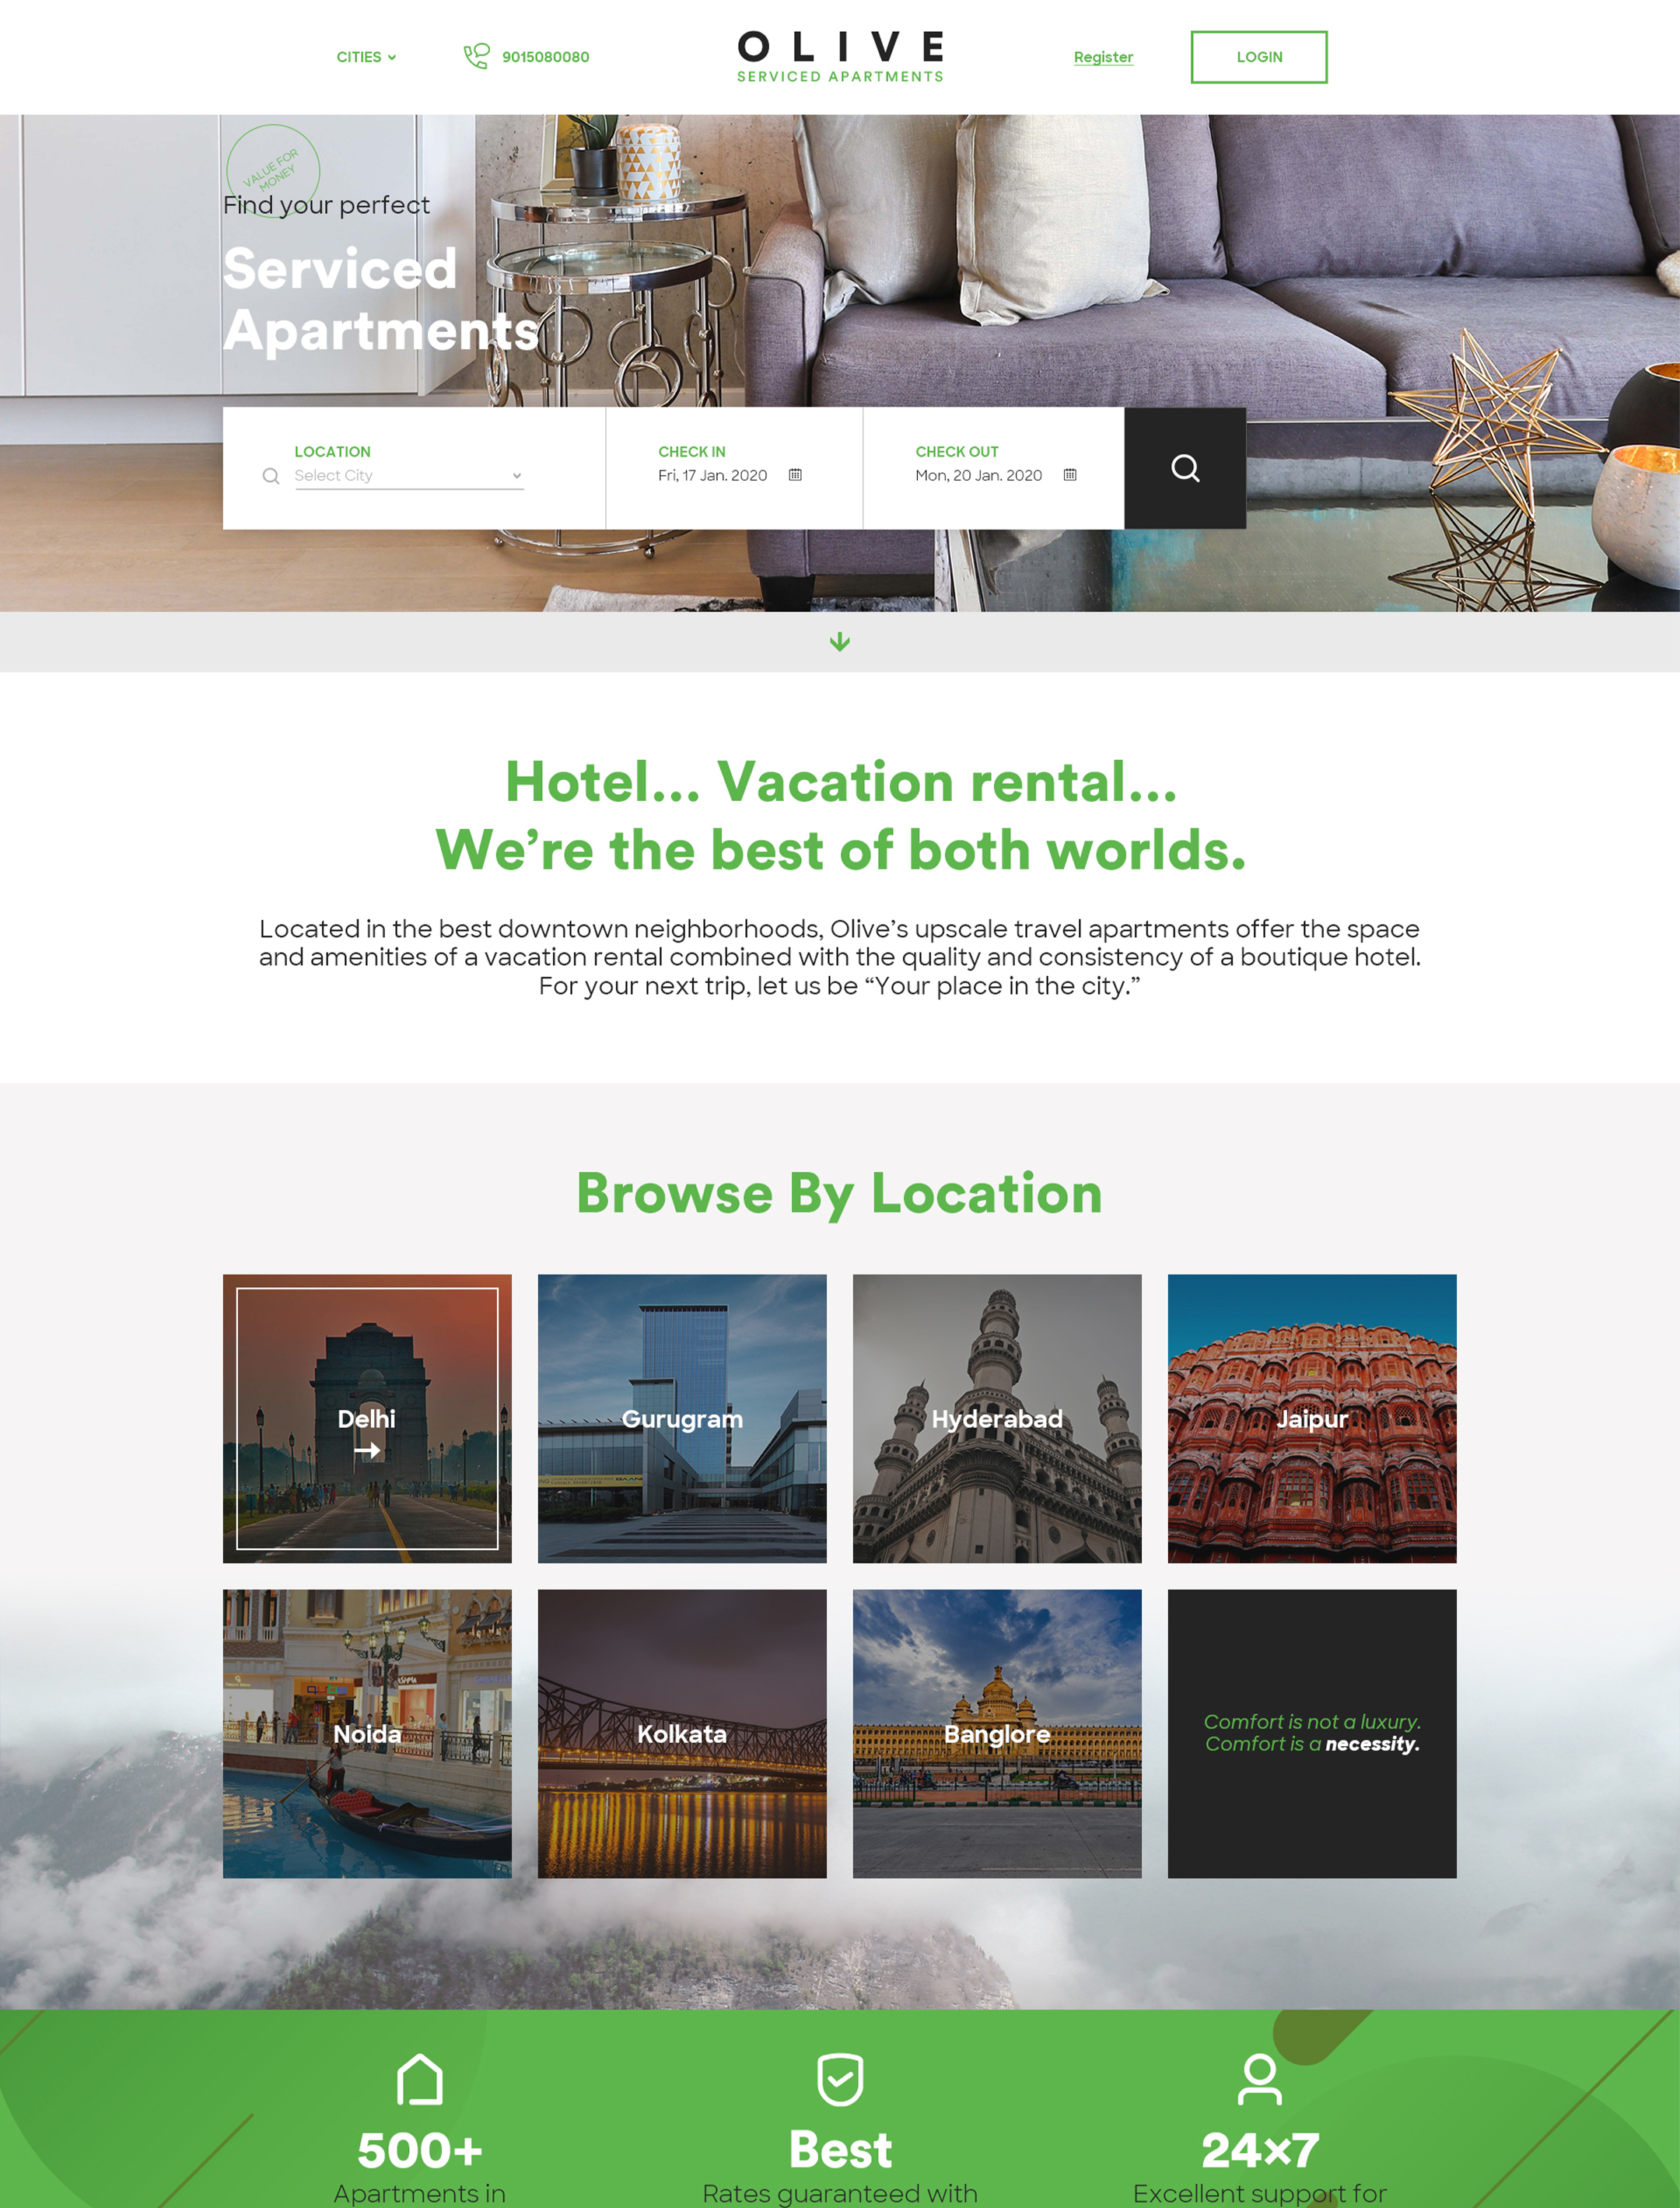 CITIES
9015080080
OLIVE
SERVICED APARTMENTS
Register
LOGIN
VALUE FOR
MONEY
Find your perfect
Serviced
Apartments
LOCATION
Select City
CHECK IN
Fri, 17 Jan. 2020
CHECK OUT
Mon, 20 Jan. 2020
Hotel... Vacation rental...
We’re the best of both worlds.
Located in the best downtown neighborhoods, Olive’s upscale travel apartments offer the space
and amenities of a vacation rental combined with the quality and consistency of a boutique hotel.
For your next trip, let us be “Your place in the city.”
Browse By Location
Delhi
Gurugram
Hyderabad
Jaipur
Noida
Kolkata
Banglore
Comfort is not a luxury.
Comfort is a necessity.
500+
Apartments in
Best
Rates guaranteed with
24×7
Excellent support for